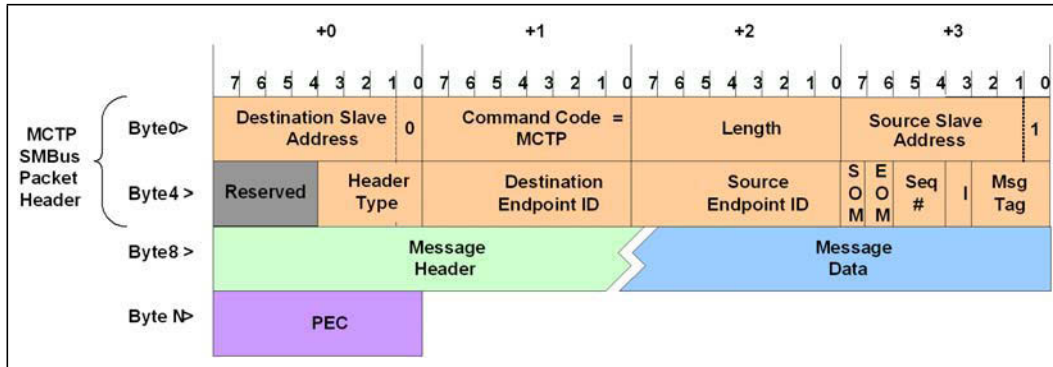 +0 +1 +2 +3
7 6 5 4 3 2 1 0 7 6 5 4 3 2 1 0 7 6 5 4 3 2 1 0 7 6 5 4 3 2 1 0
MCTP
SMBus
Packet
Header
Byte0>
Destination Slave
Address
0
Command Code =
MCTP
Length
Source Slave
Address
1
Byte4 >
Reserved
Header
Type
Destination
Endpoint ID
Source
Endpoint ID
SOM
EOM
Seq
#
I
Msg
Tag
Byte8 >
Message
Header
Message
Data
Byte N>
PEC